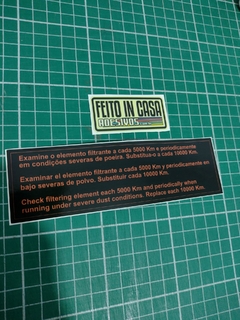 FEITO IN CASA
ADESIVOS
Examine o elemento filtrante a cada 5000 Km e periodicamente
em condições severas de poeira. Substitua-o a cada 10000 Km.
Examinar el elemento filtrante a cada 5000 Km y periodicamente en
bajo severas de polvo. Substituir cada 10000 Km.
Check filtering element each 5000 Km and periodically when
running under severe dust conditions. Replace each 10000 Km.